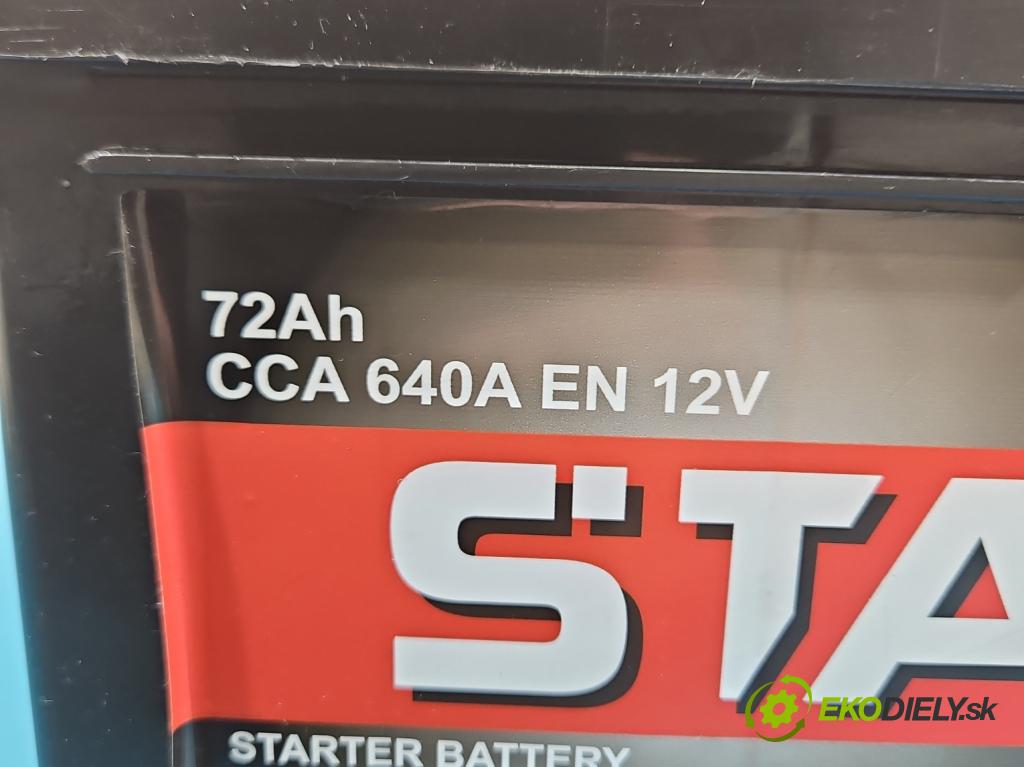 72Ah
CCA 640A EN 12V
STA
STARTER BATTERY
EKODIELY.sk